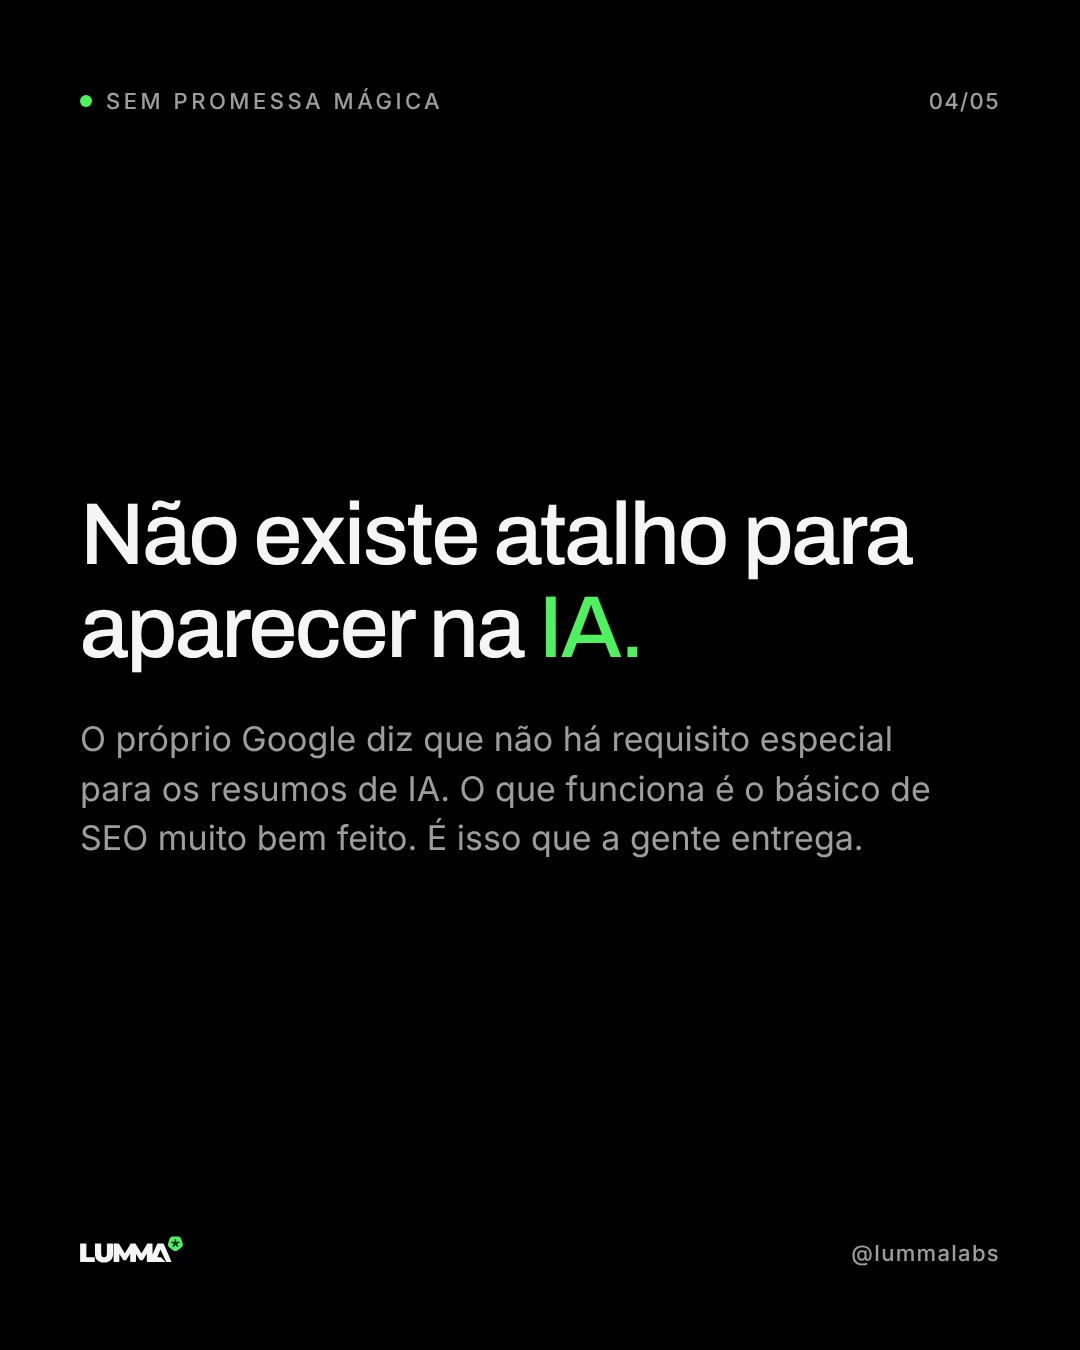 SEM PROMESSA MÁGICA
04/05
Não existe atalho para
aparecer na IA.
O próprio Google diz que não há requisito especial
para os resumos de IA. O que funciona é o básico de
SEO muito bem feito. É isso que a gente entrega.
LUMMA
@lummalabs